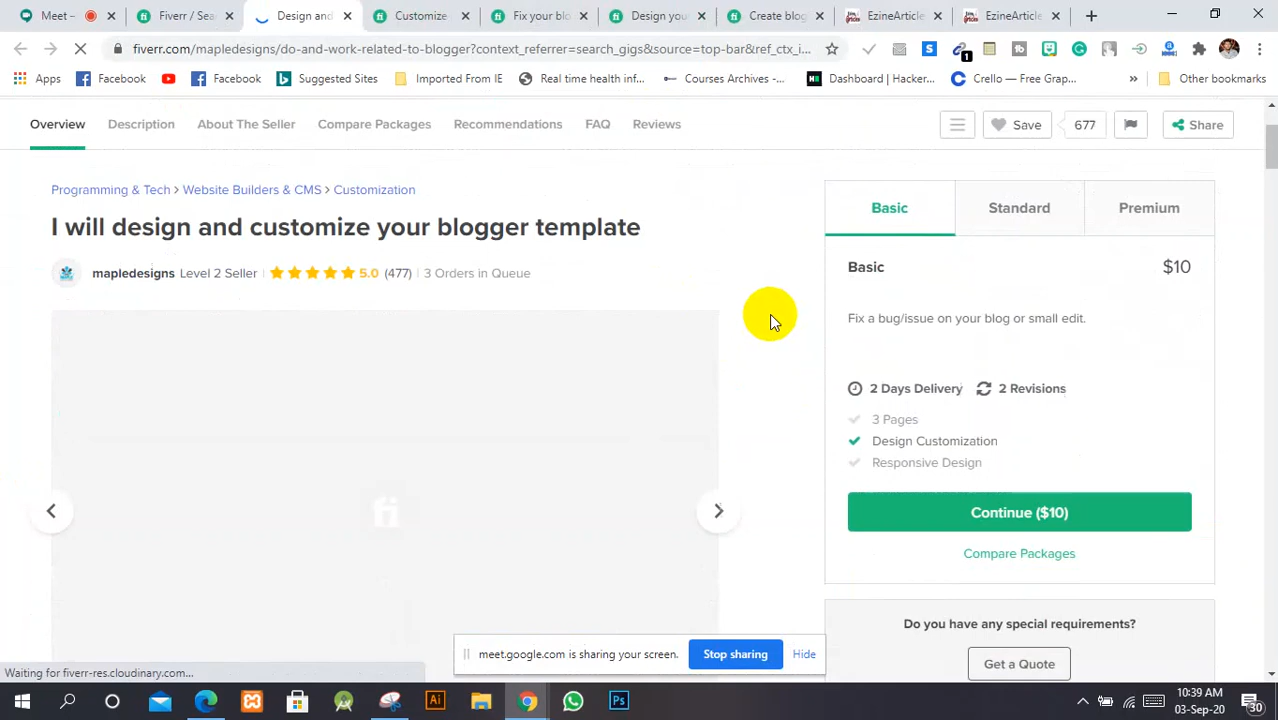 Meet -
Fiverr / Sea
Design and
Customize
Fix your blo
Design you
Create blog
EzineArticle
EzineArticle
fiverr.com/mapledesigns/do-and-work-related-to-blogger?context_referrer=search_gigs&source=top-bar&ref_ctx_i...
1
Apps
Facebook
Facebook
Suggested Sites
Imported From IE
Real time health inf...
Courses Archives -...
Dashboard | Hacker...
Crello — Free Grap...
»
Other bookmarks
Overview
Description
About The Seller
Compare Packages
Recommendations
FAQ
Reviews
Save
677
Share
Programming & Tech > Website Builders & CMS > Customization
I will design and customize your blogger template
mapledesigns Level 2 Seller 5.0 (477) 3 Orders in Queue
fi
Basic
Standard
Premium
Basic
$10
Fix a bug/issue on your blog or small edit.
2 Days Delivery
2 Revisions
3 Pages
Design Customization
Responsive Design
Continue ($10)
Compare Packages
Do you have any special requirements?
Get a Quote
meet.google.com is sharing your screen.
Stop sharing
Hide
Waiting for fiverr-res.cloudinary.com...
Ai
Ps
10:39 AM
03-Sep-20
30